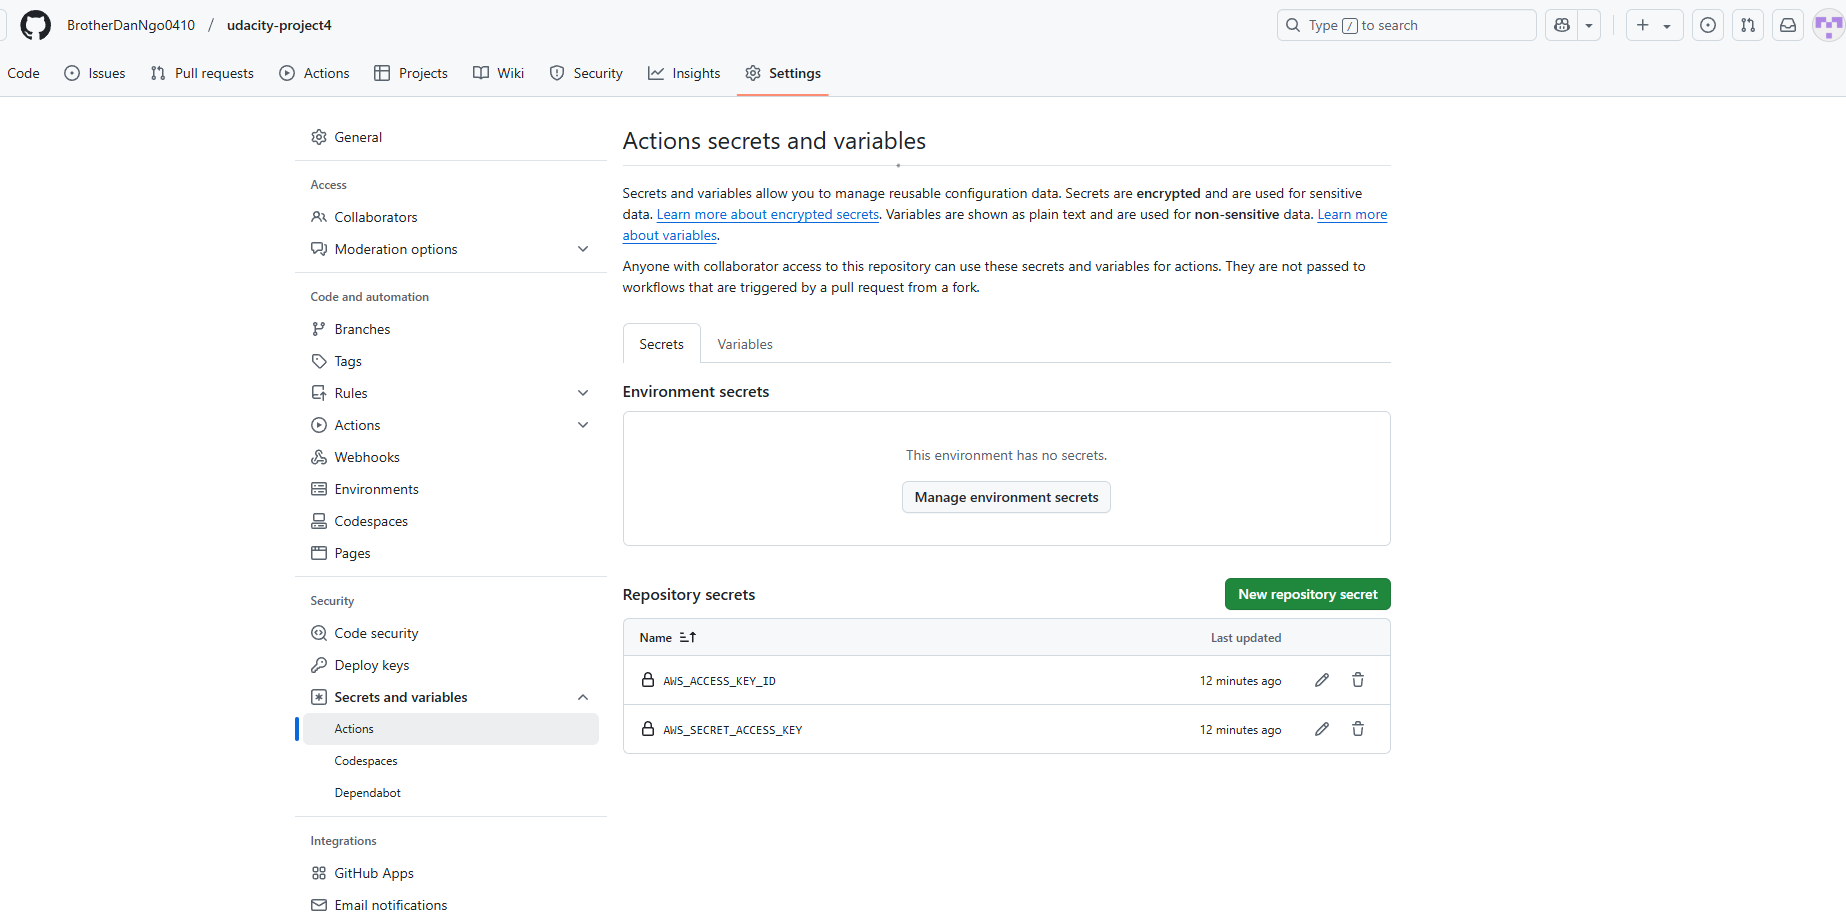 BrotherDanNgo0410 / udacity-project4
Type / to search
Code Issues Pull requests Actions Projects Wiki Security Insights Settings
General
Access
Collaborators
Moderation options
Code and automation
Branches
Tags
Rules
Actions
Webhooks
Environments
Codespaces
Pages
Security
Code security
Deploy keys
Secrets and variables
Actions
Codespaces
Dependabot
Integrations
GitHub Apps
Email notifications
Actions secrets and variables
Secrets and variables allow you to manage reusable configuration data. Secrets are encrypted and are used for sensitive
data. Learn more about encrypted secrets. Variables are shown as plain text and are used for non-sensitive data. Learn more
about variables.
Anyone with collaborator access to this repository can use these secrets and variables for actions. They are not passed to
workflows that are triggered by a pull request from a fork.
Secrets Variables
Environment secrets
This environment has no secrets.
Manage environment secrets
Repository secrets New repository secret
Name Last updated
AWS_ACCESS_KEY_ID 12 minutes ago
AWS_SECRET_ACCESS_KEY 12 minutes ago